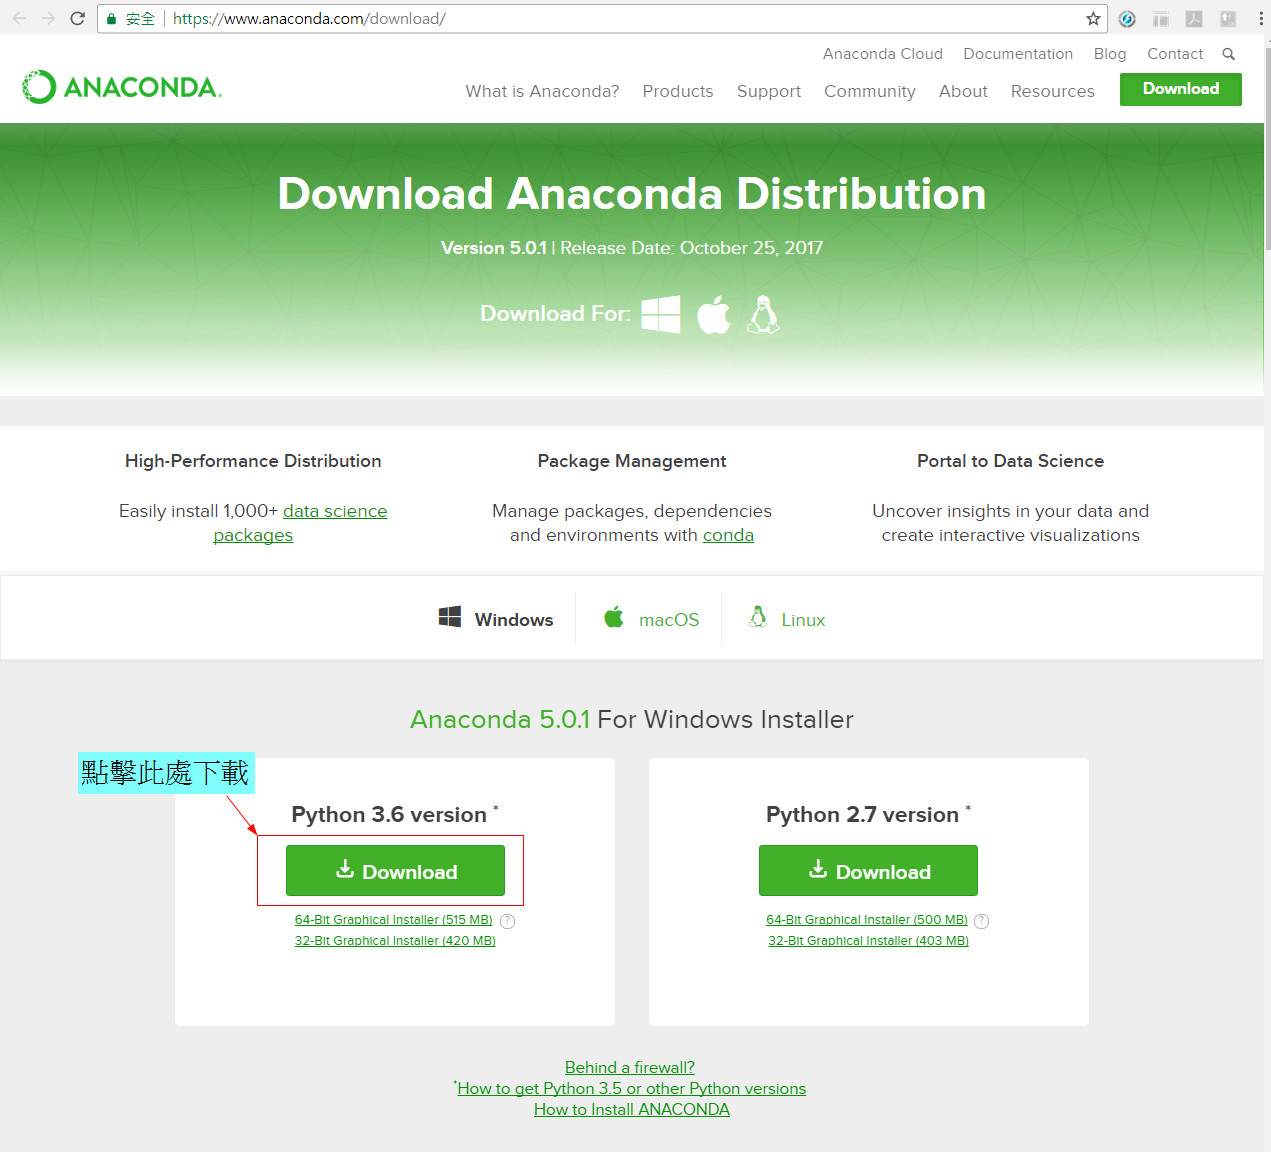 安全 https://www.anaconda.com/download/
Anaconda Cloud Documentation Blog Contact
ANACONDA.
What is Anaconda? Products Support Community About Resources Download
Download Anaconda Distribution
Version 5.0.1 | Release Date: October 25, 2017
Download For:
High-Performance Distribution
Easily install 1,000+ data science
packages
Package Management
Manage packages, dependencies
and environments with conda
Portal to Data Science
Uncover insights in your data and
create interactive visualizations
Windows macOS Linux
Anaconda 5.0.1 For Windows Installer
點擊此處下載
Python 3.6 version *
Download
64-Bit Graphical Installer (515 MB) ?
32-Bit Graphical Installer (420 MB)
Python 2.7 version *
Download
64-Bit Graphical Installer (500 MB) ?
32-Bit Graphical Installer (403 MB)
Behind a firewall?
*How to get Python 3.5 or other Python versions
How to Install ANACONDA